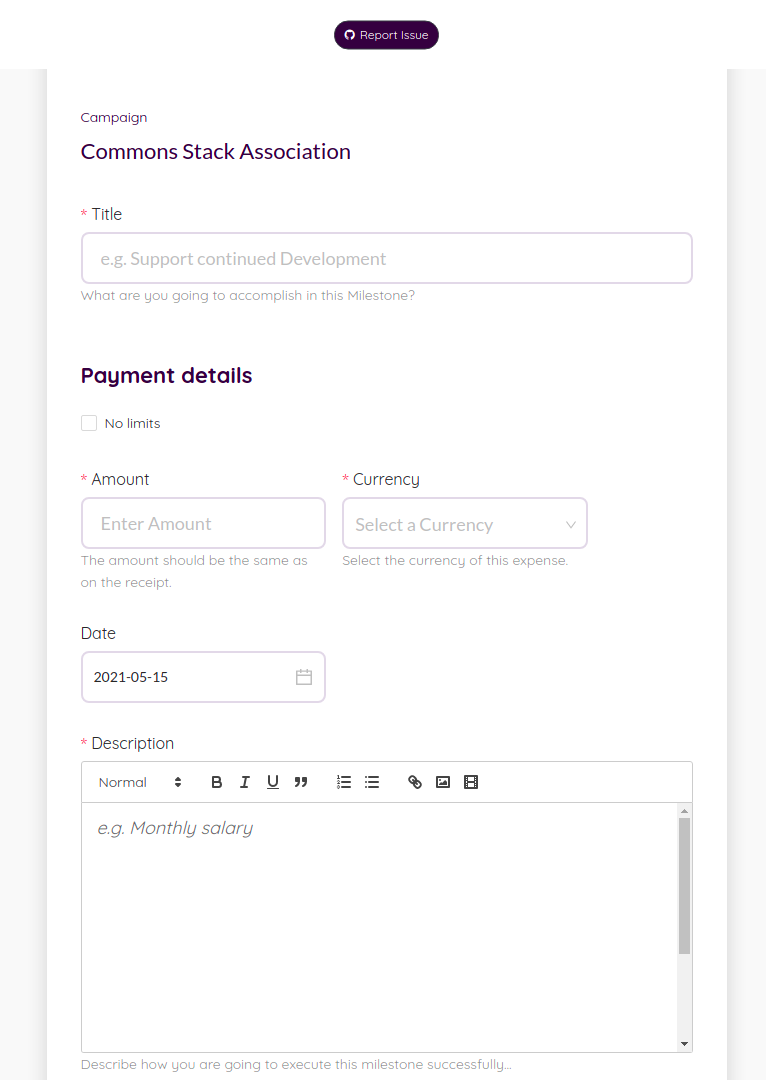 Report Issue
Campaign
Commons Stack Association
* Title
e.g. Support continued Development
What are you going to accomplish in this Milestone?
Payment details
No limits
* Amount
* Currency
Enter Amount
Select a Currency
The amount should be the same as
on the receipt.
Select the currency of this expense.
Date
2021-05-15
* Description
Normal
e.g. Monthly salary
Describe how you are going to execute this milestone successfully...